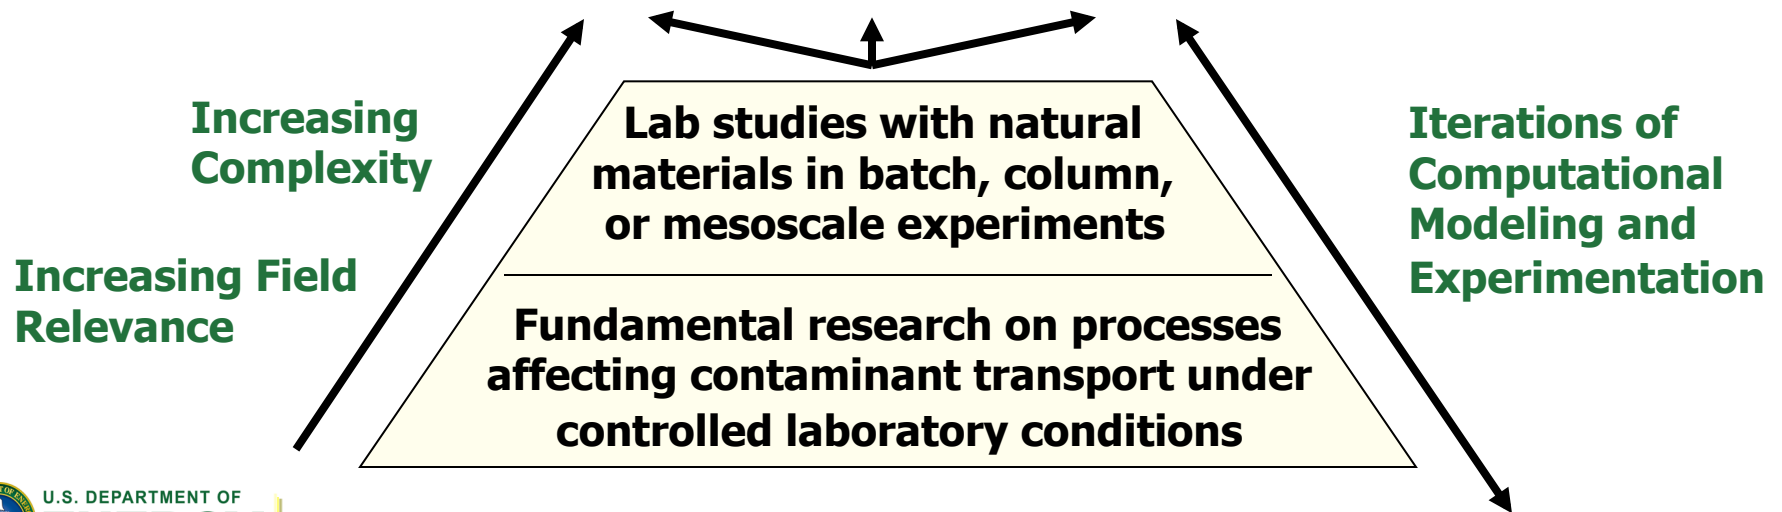 Increasing
Complexity
Increasing Field
Relevance
Lab studies with natural
materials in batch, column,
or mesoscale experiments
Fundamental research on processes
affecting contaminant transport under
controlled laboratory conditions
Iterations of
Computational
Modeling and
Experimentation
U.S. DEPARTMENT OF